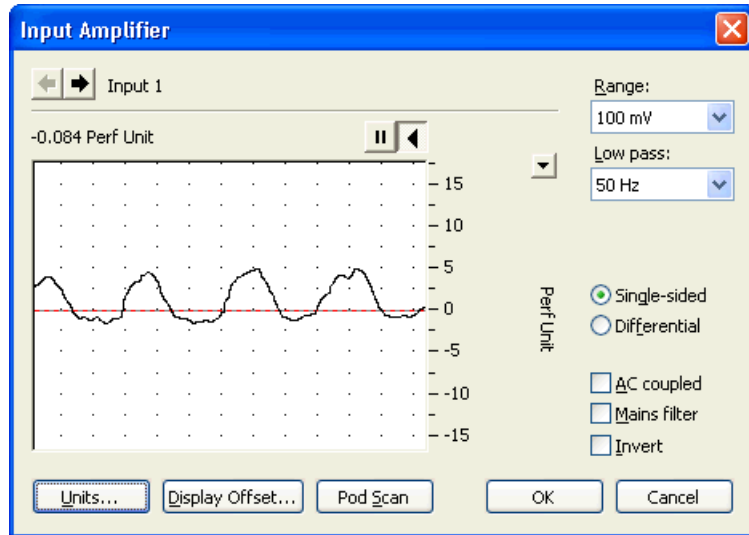 Input Amplifier
Input 1
-0.084 Perf Unit
15
10
5
0
-5
-10
-15
Perf Unit
Range:
100 mV
Low pass:
50 Hz
Single-sided
Differential
AC coupled
Mains filter
Invert
Units...
Display Offset...
Pod Scan
OK
Cancel